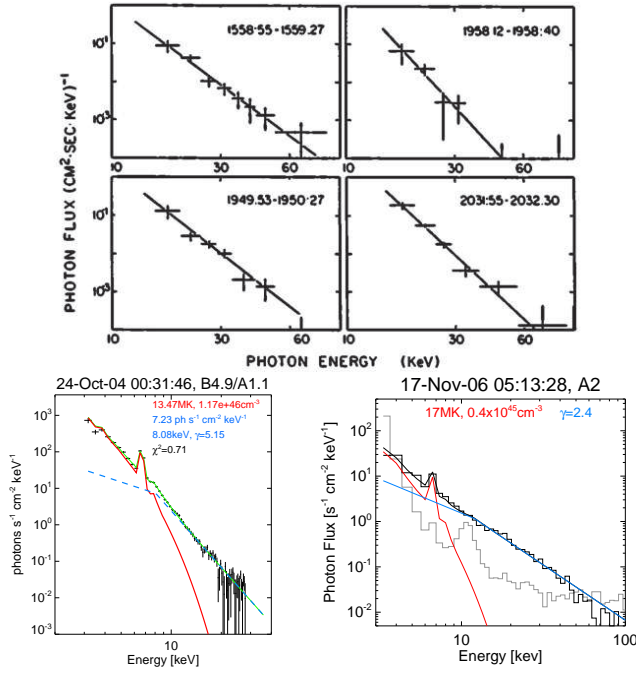 PHOTON FLUX (CM²·SEC·KeV)⁻¹
1558:55 - 1559.27
1958 12 - 1958:40
10¹
10³
10 30 60
10 30 60
1949.53 - 1950:27
2031:55 - 2032.30
10¹
10³
10 30 60
10 30 60
PHOTON ENERGY (KeV)
24-Oct-04 00:31:46, B4.9/A1.1
13.47MK, 1.17e+46cm⁻³
7.23 ph s⁻¹ cm⁻² keV⁻¹
8.08keV, γ=5.15
χ²=0.71
photons s⁻¹ cm⁻² keV⁻¹
10³
10²
10¹
10⁰
10⁻¹
10⁻²
10⁻³
10
Energy [keV]
17-Nov-06 05:13:28, A2
17MK, 0.4x10⁴⁵cm⁻³ γ=2.4
Photon Flux [s⁻¹ cm⁻² keV⁻¹]
10²
10¹
10⁰
10⁻¹
10⁻²
10 100
Energy [kev]